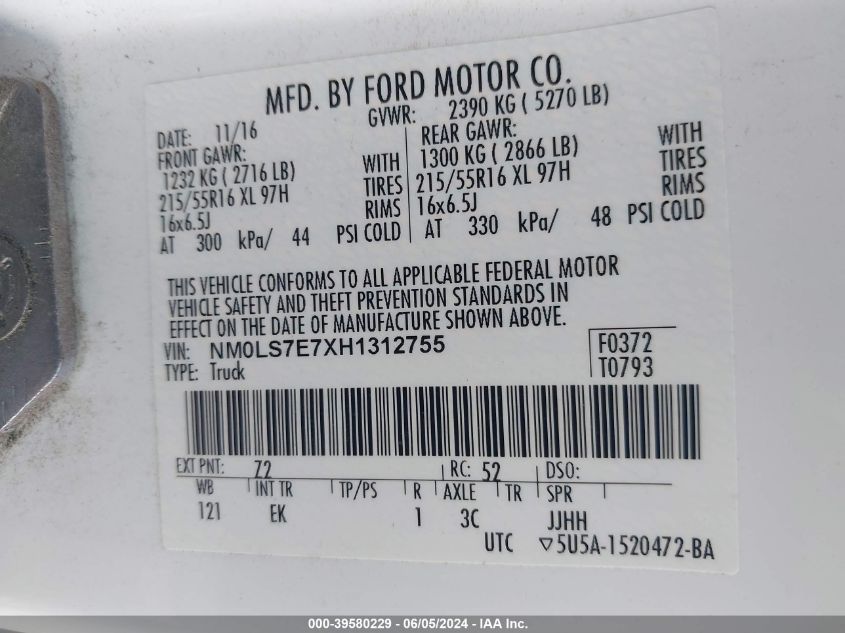 MFD. BY FORD MOTOR CO.
DATE: 11/16 GVWR: 2390 KG ( 5270 LB)
FRONT GAWR: REAR GAWR:
1232 KG ( 2716 LB) WITH 1300 KG ( 2866 LB) WITH
215/55R16 XL 97H TIRES 215/55R16 XL 97H TIRES
16x6.5J RIMS 16x6.5J RIMS
AT 300 kPa/ 44 PSI COLD AT 330 kPa/ 48 PSI COLD
THIS VEHICLE CONFORMS TO ALL APPLICABLE FEDERAL MOTOR
VEHICLE SAFETY AND THEFT PREVENTION STANDARDS IN
EFFECT ON THE DATE OF MANUFACTURE SHOWN ABOVE.
VIN: NM0LS7E7XH1312755 F0372
TYPE: Truck T0793
EXT PNT: Z2 RC: 52 DSO:
WB INT TR TP/PS R AXLE TR SPR
121 EK 1 3C JJHH
UTC ▽5U5A-1520472-BA
000-39580229 - 06/05/2024 - IAA Inc.